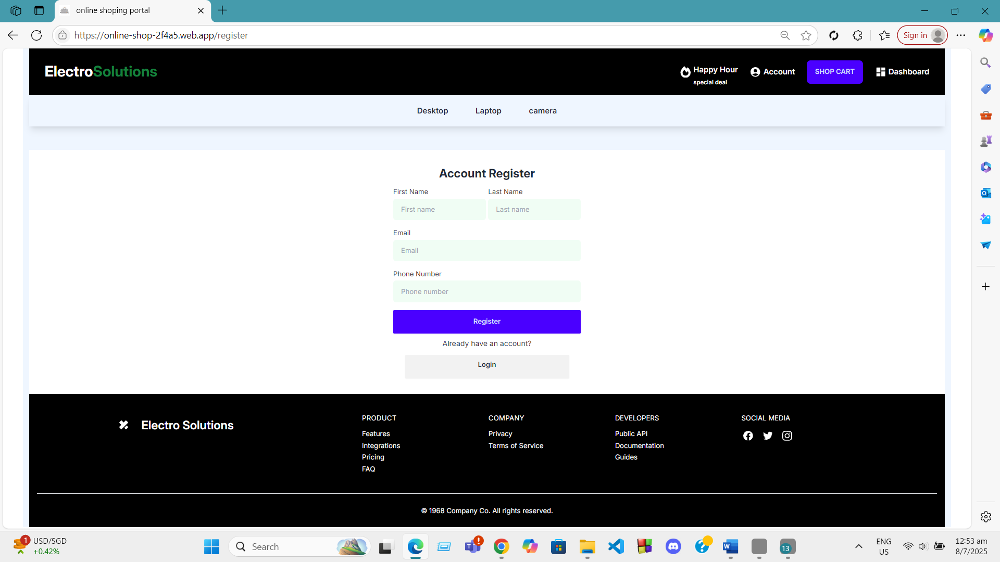 online shoping portal
https://online-shop-2f4a5.web.app/register
Sign in
ElectroSolutions
Happy Hour
special deal
Account
SHOP CART
Dashboard
Desktop Laptop camera
Account Register
First Name Last Name
First name Last name
Email
Email
Phone Number
Phone number
Register
Already have an account?
Login
Electro Solutions
PRODUCT
Features
Integrations
Pricing
FAQ
COMPANY
Privacy
Terms of Service
DEVELOPERS
Public API
Documentation
Guides
SOCIAL MEDIA
© 1968 Company Co. All rights reserved.
1
USD/SGD
+0.42%
Search
13
ENG
US
12:53 am
8/7/2025